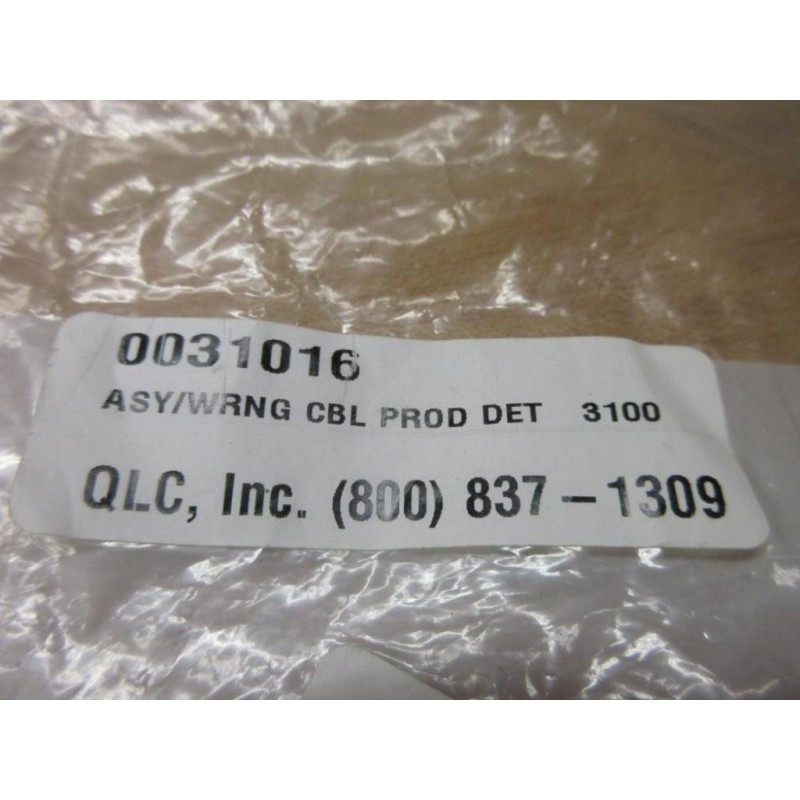 0031016
ASY/WRNG CBL PROD DET 3100
QLC, Inc. (800) 837-1309